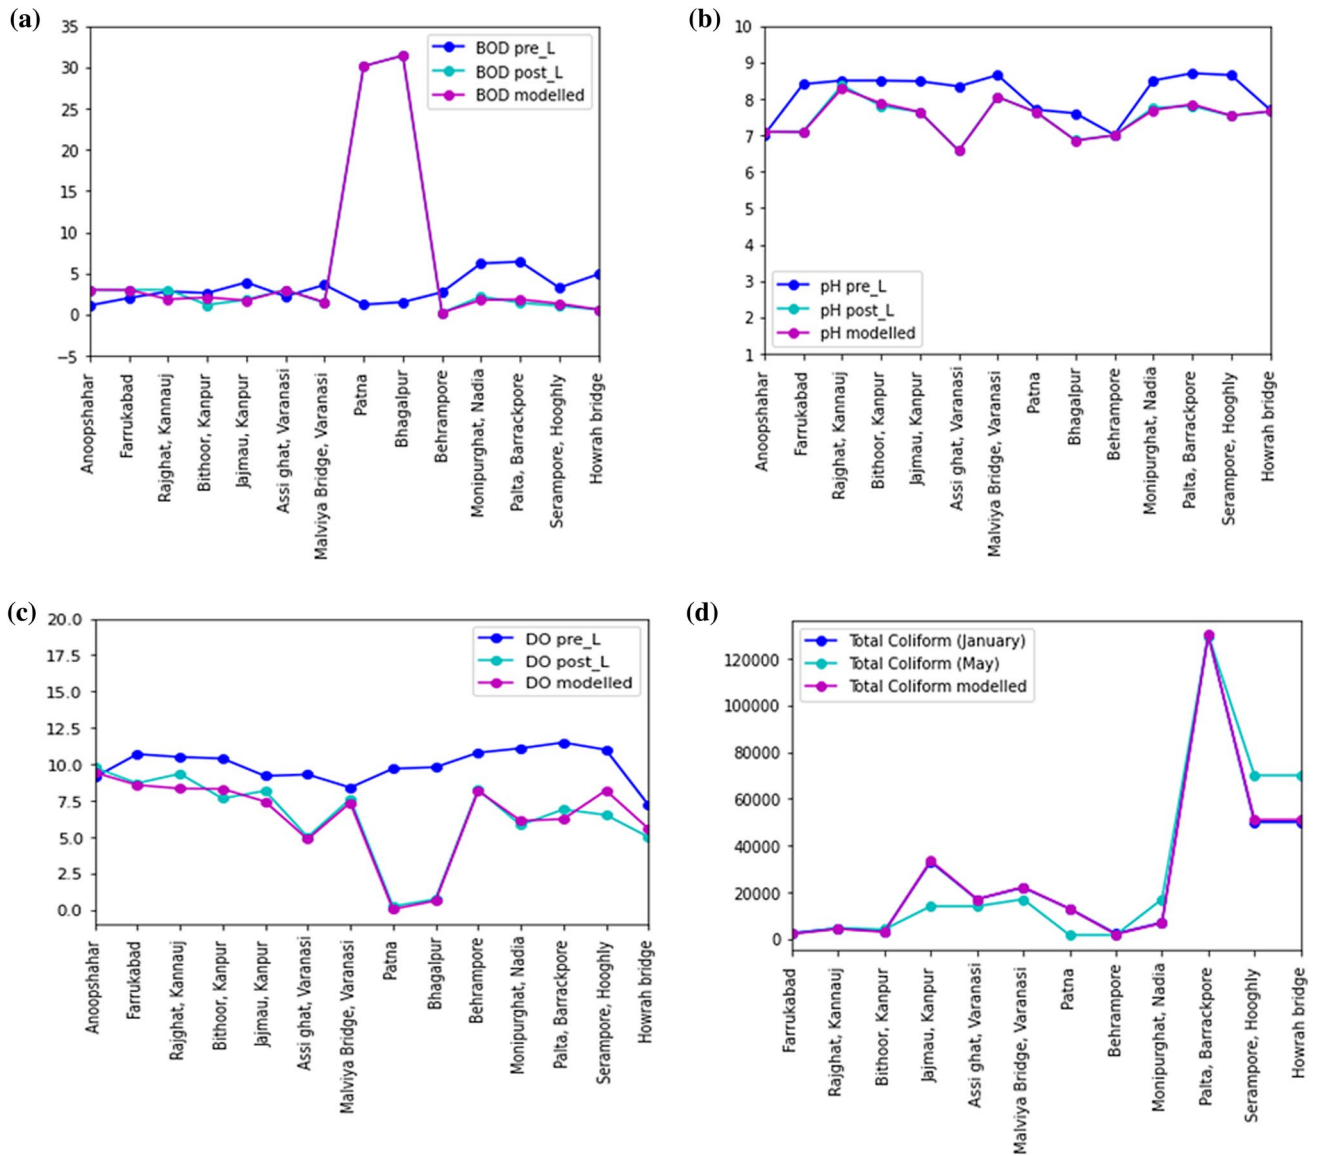 (a)
35
30
25
20
15
10
5
0
−5
BOD pre_L
BOD post_L
BOD modelled
Anoopshahar
Farrukabad
Rajghat, Kannauj
Bithoor, Kanpur
Jajmau, Kanpur
Assi ghat, Varanasi
Malviya Bridge, Varanasi
Patna
Bhagalpur
Behrampore
Monipurghat, Nadia
Palta, Barrackpore
Serampore, Hooghly
Howrah bridge
(b)
10
9
8
7
6
5
4
3
2
1
pH pre_L
pH post_L
pH modelled
Anoopshahar
Farrukabad
Rajghat, Kannauj
Bithoor, Kanpur
Jajmau, Kanpur
Assi ghat, Varanasi
Malviya Bridge, Varanasi
Patna
Bhagalpur
Behrampore
Monipurghat, Nadia
Palta, Barrackpore
Serampore, Hooghly
Howrah bridge
(c)
20.0
17.5
15.0
12.5
10.0
7.5
5.0
2.5
0.0
DO pre_L
DO post_L
DO modelled
Anoopshahar
Farrukabad
Rajghat, Kannauj
Bithoor, Kanpur
Jajmau, Kanpur
Assi ghat, Varanasi
Malviya Bridge, Varanasi
Patna
Bhagalpur
Behrampore
Monipurghat, Nadia
Palta, Barrackpore
Serampore, Hooghly
Howrah bridge
(d)
120000
100000
80000
60000
40000
20000
0
Total Coliform (January)
Total Coliform (May)
Total Coliform modelled
Farrukabad
Rajghat, Kannauj
Bithoor, Kanpur
Jajmau, Kanpur
Assi ghat, Varanasi
Malviya Bridge, Varanasi
Patna
Behrampore
Monipurghat, Nadia
Palta, Barrackpore
Serampore, Hooghly
Howrah bridge